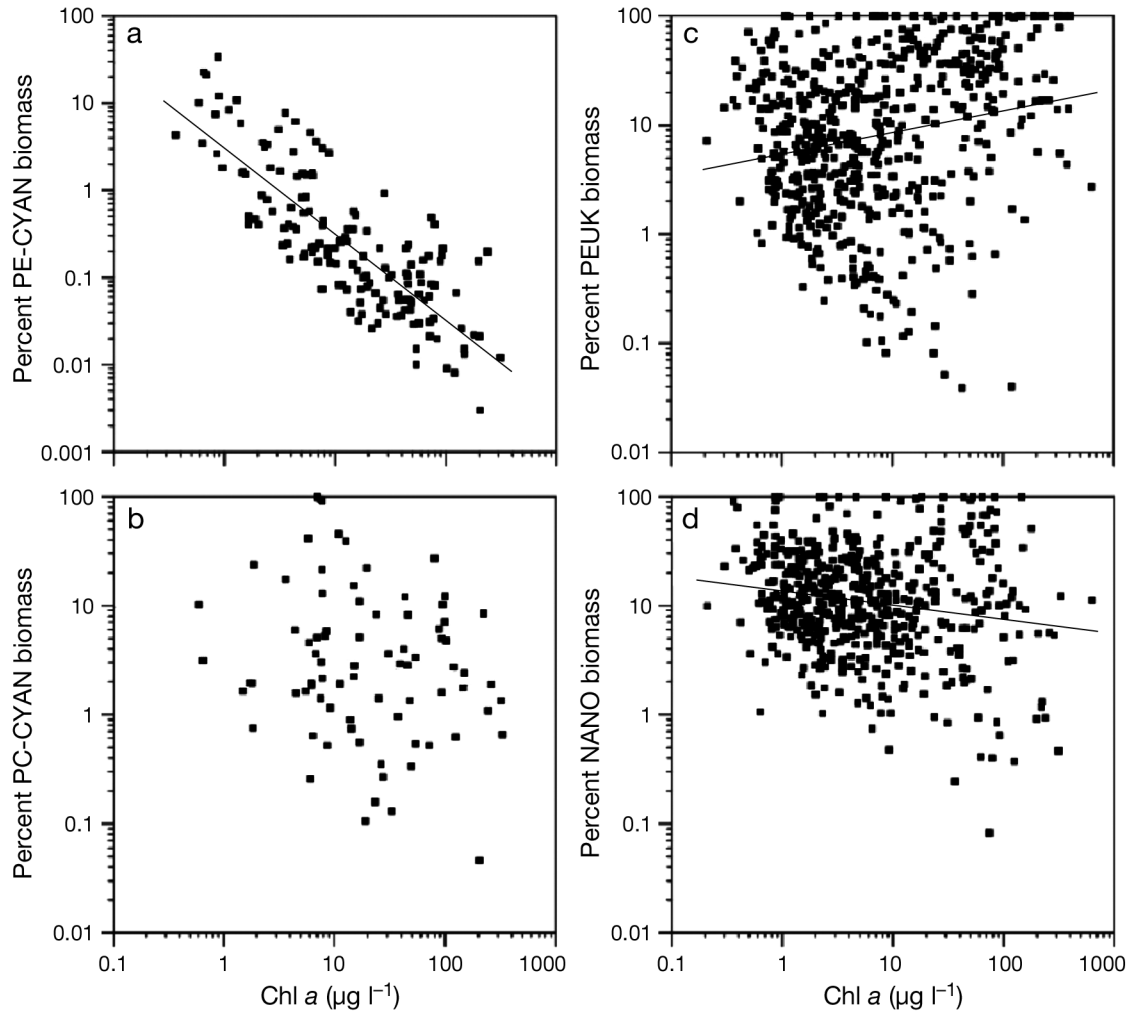 a
100
10
1
0.1
0.01
0.001
Percent PE-CYAN biomass
c
100
10
1
0.1
0.01
Percent PEUK biomass
b
100
10
1
0.1
0.01
Percent PC-CYAN biomass
0.1 1 10 100 1000
Chl a (µg l–1)
d
100
10
1
0.1
0.01
Percent NANO biomass
0.1 1 10 100 1000
Chl a (µg l–1)